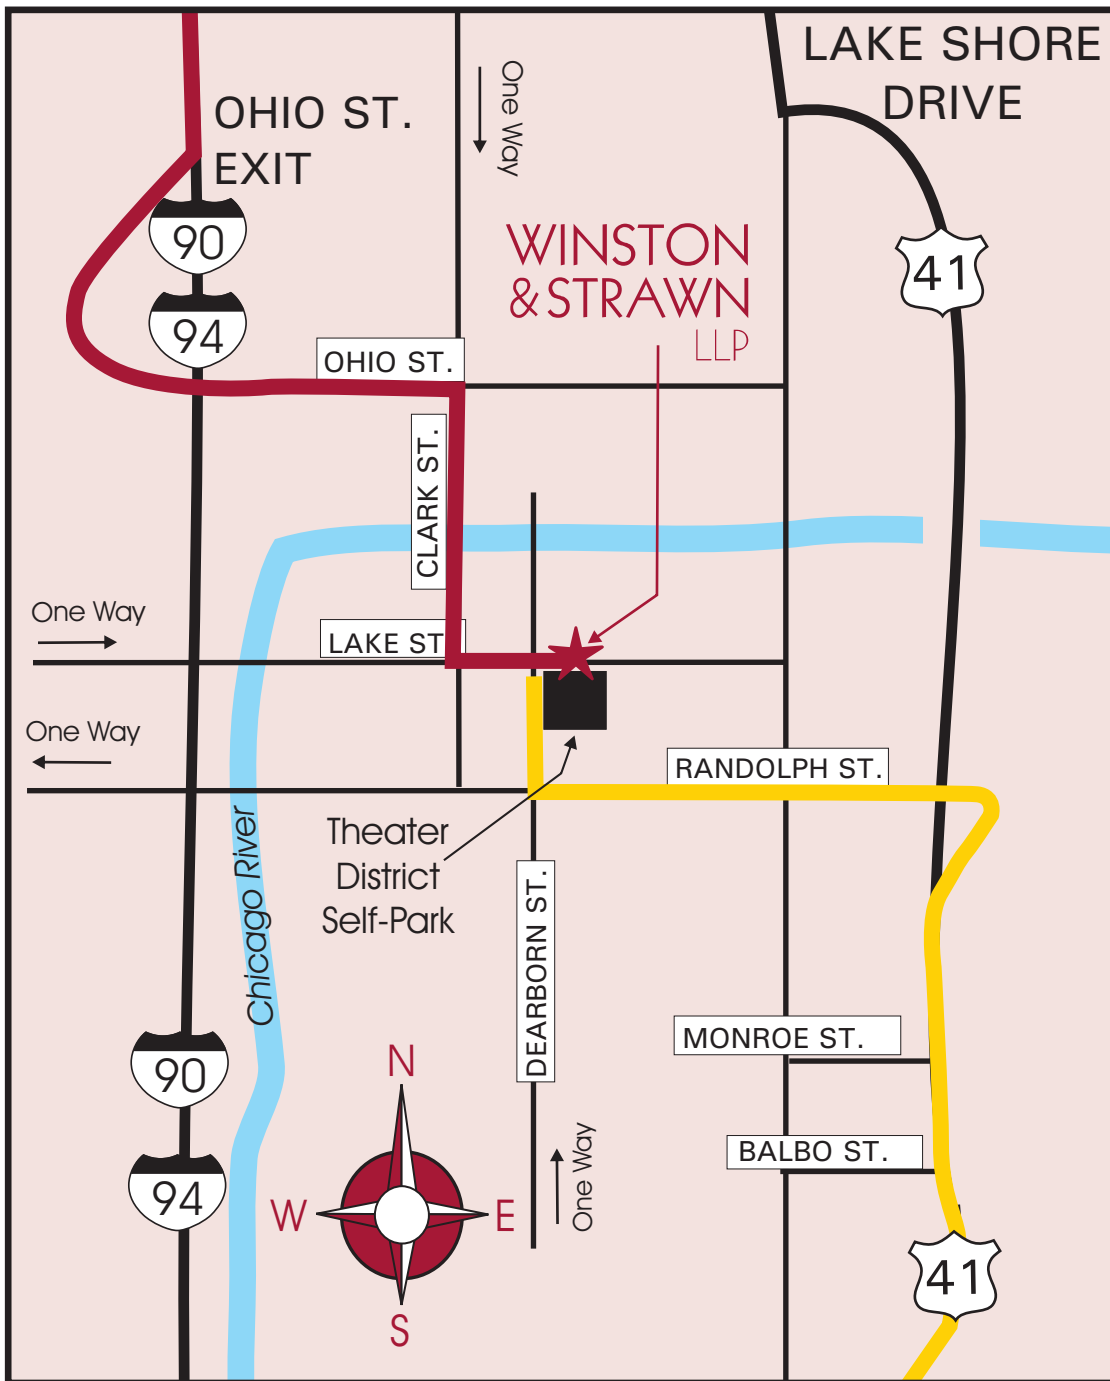 LAKE SHORE
DRIVE
OHIO ST.
EXIT
One Way
90
94
WINSTON
& STRAWN
LLP
41
OHIO ST.
CLARK ST.
One Way
LAKE ST
One Way
RANDOLPH ST.
Theater
District
Self-Park
Chicago River
DEARBORN ST.
MONROE ST.
90
94
N
W
E
S
One Way
BALBO ST.
41